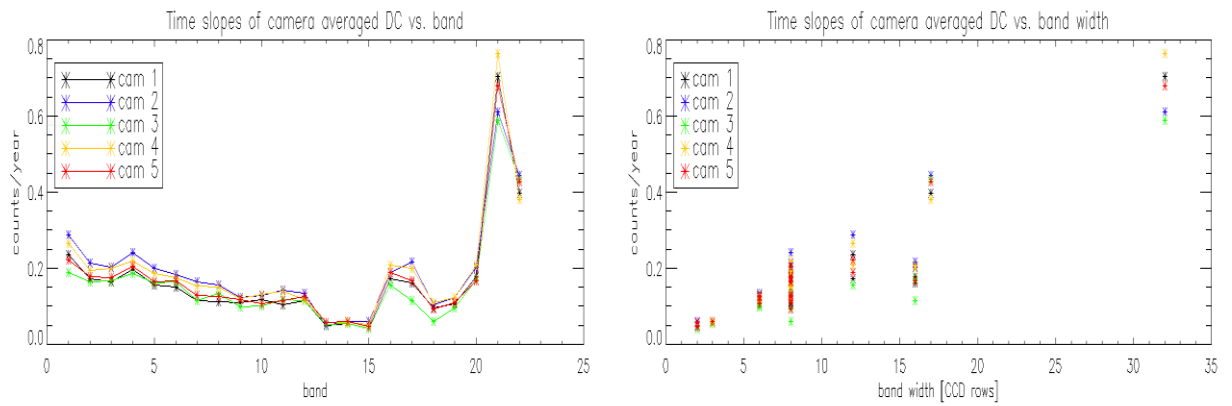 Time slopes of camera averaged DC vs. band
counts/year
0.8
0.6
0.4
0.2
0.0
cam 1
cam 2
cam 3
cam 4
cam 5
0 5 10 15 20 25
band
Time slopes of camera averaged DC vs. band width
counts/year
0.8
0.6
0.4
0.2
0.0
cam 1
cam 2
cam 3
cam 4
cam 5
0 5 10 15 20 25 30 35
band width [CCD rows]